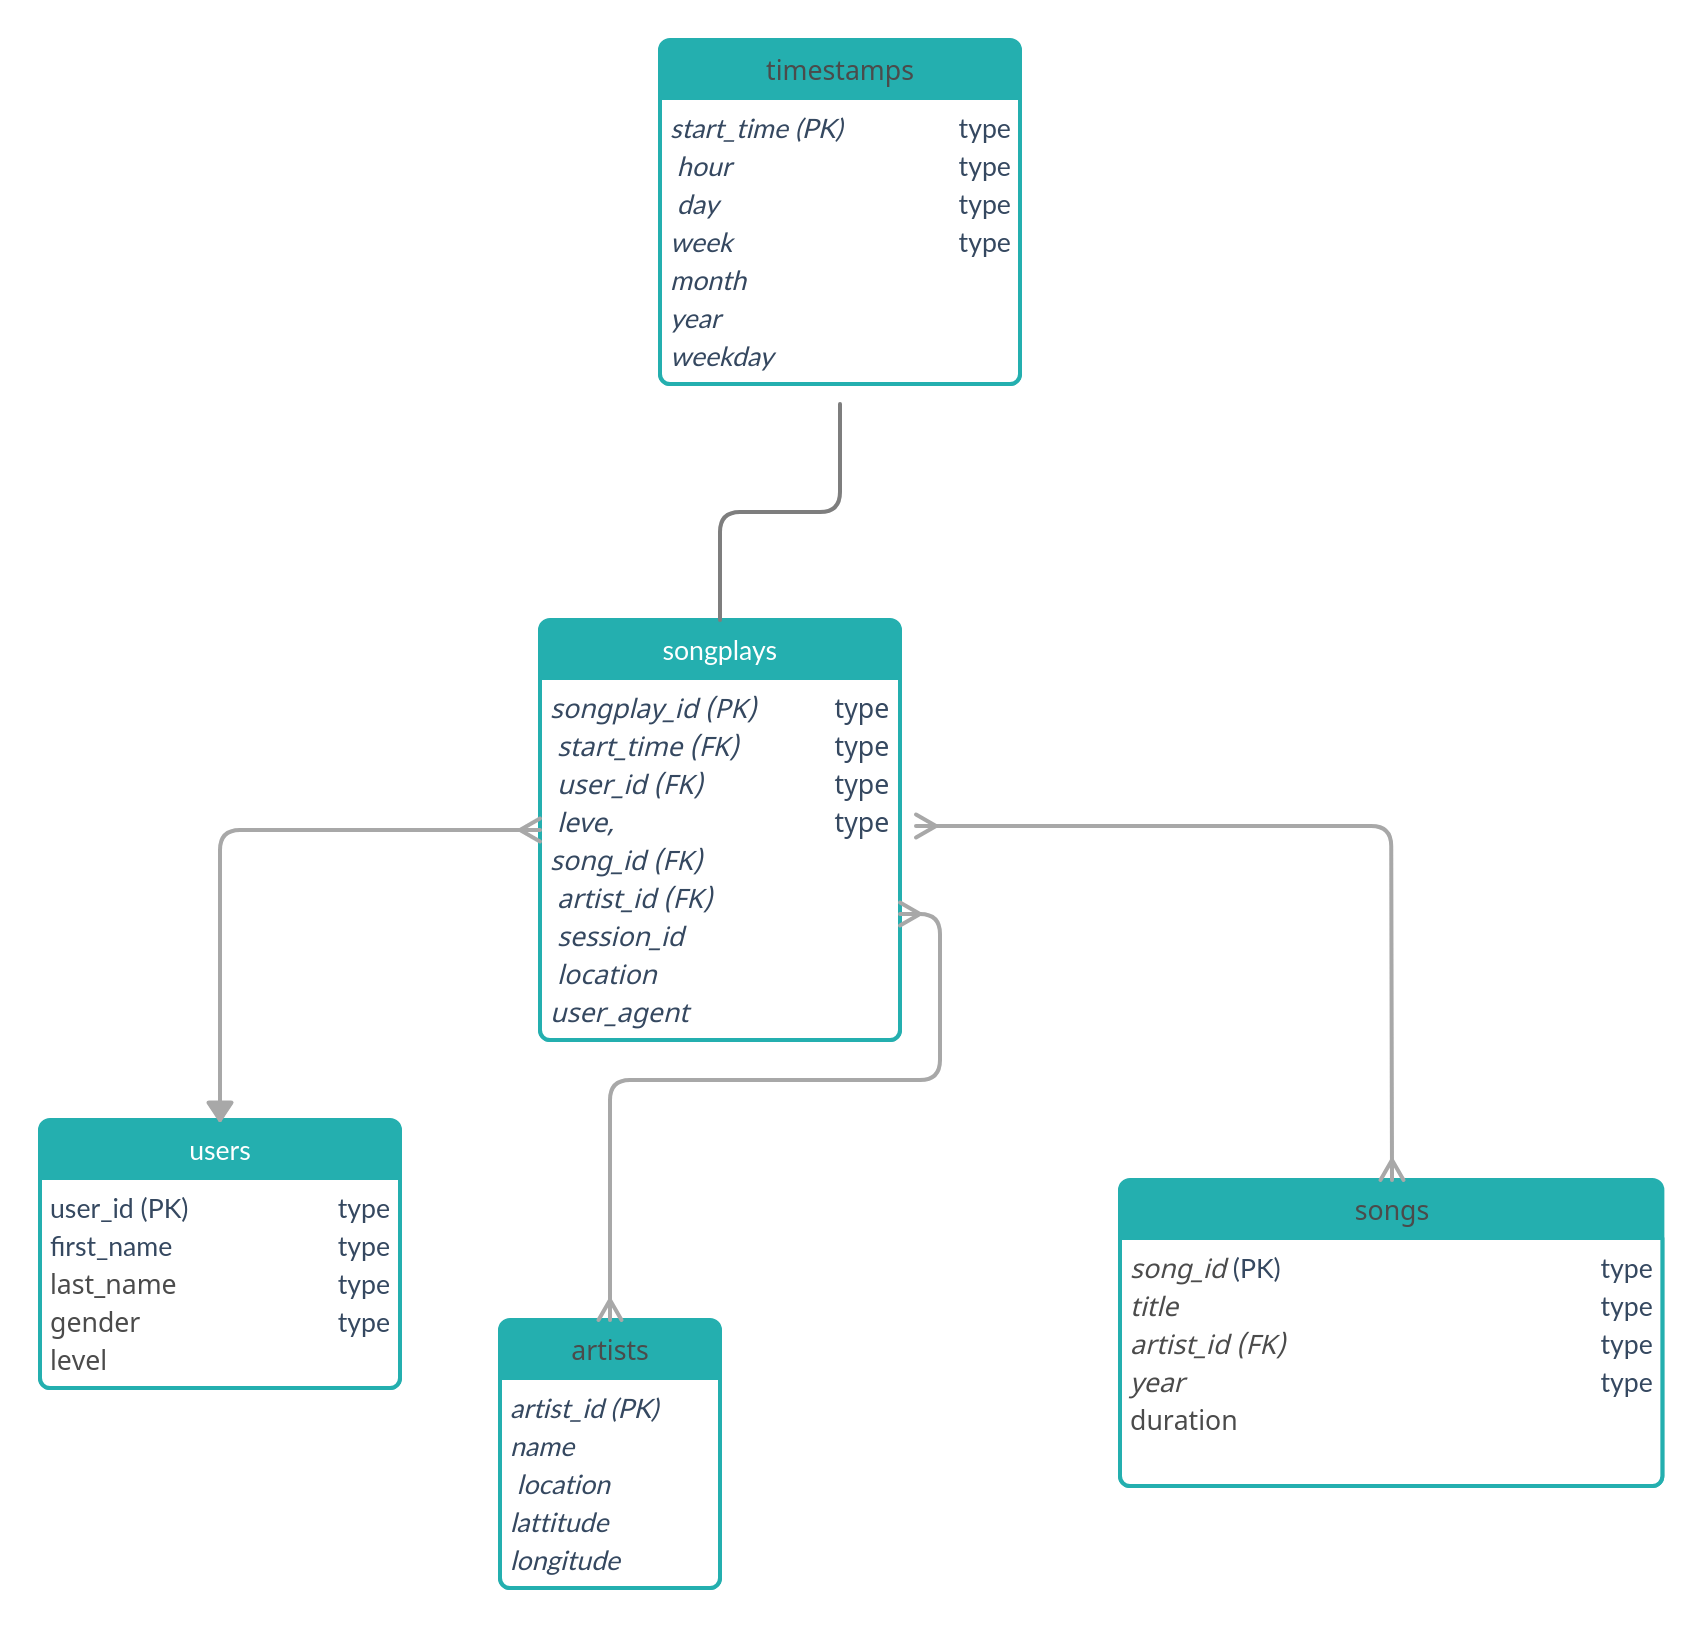 timestamps
start_time (PK) type
hour type
day type
week type
month
year
weekday
songplays
songplay_id (PK) type
start_time (FK) type
user_id (FK) type
leve, type
song_id (FK)
artist_id (FK)
session_id
location
user_agent
users
user_id (PK) type
first_name type
last_name type
gender type
level
artists
artist_id (PK)
name
location
lattitude
longitude
songs
song_id (PK) type
title type
artist_id (FK) type
year type
duration